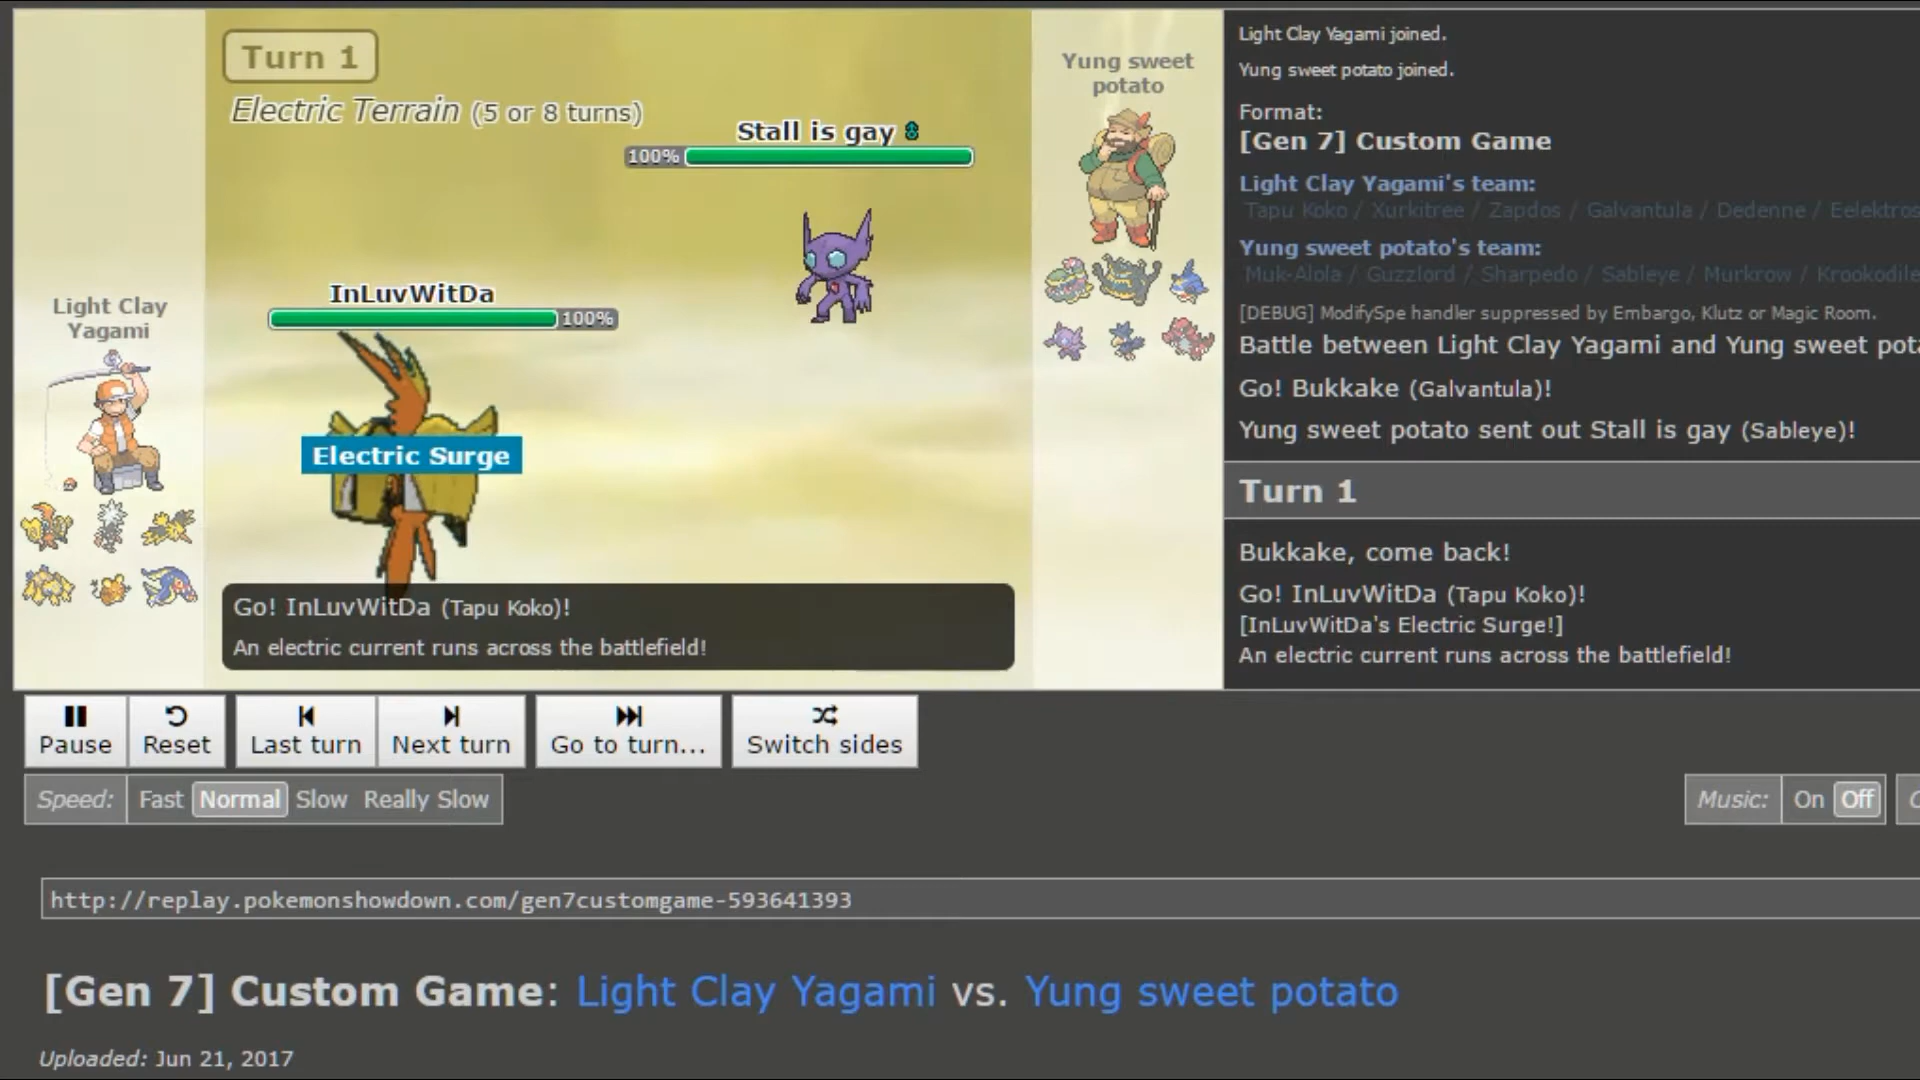 Turn 1
Electric Terrain (5 or 8 turns)
Stall is gay
100%
InLuvWitDa
100%
Electric Surge
Go! InLuvWitDa (Tapu Koko)!
An electric current runs across the battlefield!
Light Clay
Yagami
Yung sweet
potato
Light Clay Yagami joined.
Yung sweet potato joined.
Format:
[Gen 7] Custom Game
Light Clay Yagami's team:
Tapu Koko / Xurkitree / Zapdos / Galvantula / Dedenne / Eelektros
Yung sweet potato's team:
Muk-Alola / Guzzlord / Sharpedo / Sableye / Murkrow / Krookodile
[DEBUG] ModifySpe handler suppressed by Embargo, Klutz or Magic Room.
Battle between Light Clay Yagami and Yung sweet pota
Go! Bukkake (Galvantula)!
Yung sweet potato sent out Stall is gay (Sableye)!
Turn 1
Bukkake, come back!
Go! InLuvWitDa (Tapu Koko)!
[InLuvWitDa's Electric Surge!]
An electric current runs across the battlefield!
Pause Reset Last turn Next turn Go to turn... Switch sides
Speed: Fast Normal Slow Really Slow
Music: On Off
http://replay.pokemonshowdown.com/gen7customgame-593641393
[Gen 7] Custom Game: Light Clay Yagami vs. Yung sweet potato
Uploaded: Jun 21, 2017